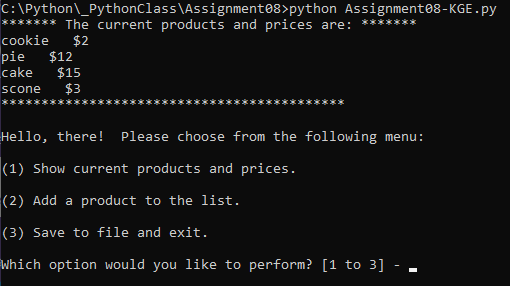 C:\Python\_PythonClass\Assignment08>python Assignment08-KGE.py
******* The current products and prices are: *******
cookie   $2
pie   $12
cake   $15
scone   $3
*******************************************
Hello, there!  Please choose from the following menu:
(1) Show current products and prices.
(2) Add a product to the list.
(3) Save to file and exit.
Which option would you like to perform? [1 to 3] - _